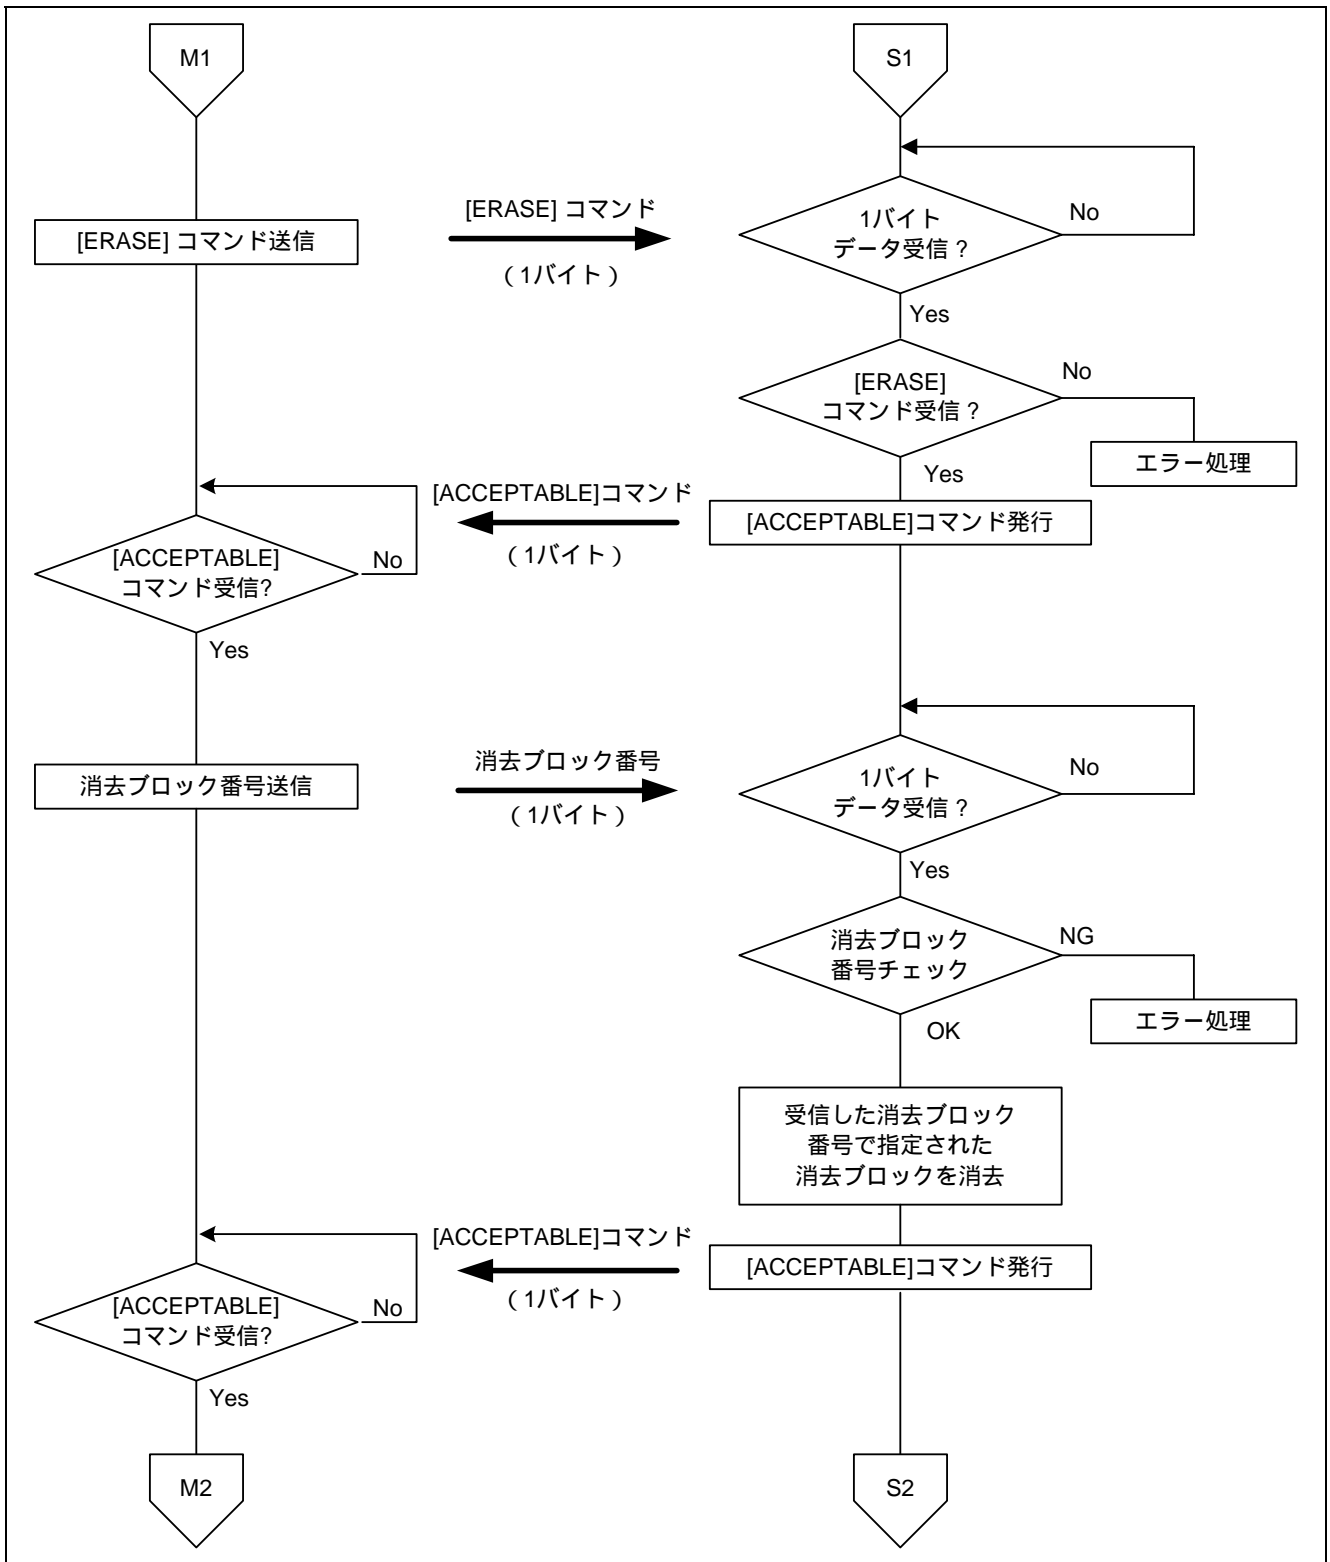 M1
S1
[ERASE] コマンド送信
[ERASE] コマンド
（1バイト）
1バイト
データ受信？
No
Yes
[ERASE]
コマンド受信？
No
エラー処理
Yes
[ACCEPTABLE]コマンド発行
[ACCEPTABLE]コマンド
（1バイト）
[ACCEPTABLE]
コマンド受信?
No
Yes
消去ブロック番号送信
消去ブロック番号
（1バイト）
1バイト
データ受信？
No
Yes
消去ブロック
番号チェック
NG
エラー処理
OK
受信した消去ブロック
番号で指定された
消去ブロックを消去
[ACCEPTABLE]コマンド発行
[ACCEPTABLE]コマンド
（1バイト）
[ACCEPTABLE]
コマンド受信?
No
Yes
M2
S2